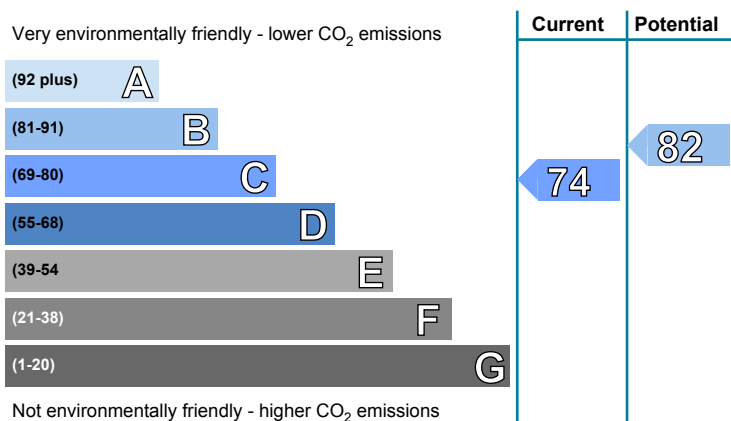 Very environmentally friendly - lower CO₂ emissions
Current
Potential
(92 plus) A
(81-91) B
(69-80) C
(55-68) D
(39-54 E
(21-38) F
(1-20) G
74
82
Not environmentally friendly - higher CO₂ emissions